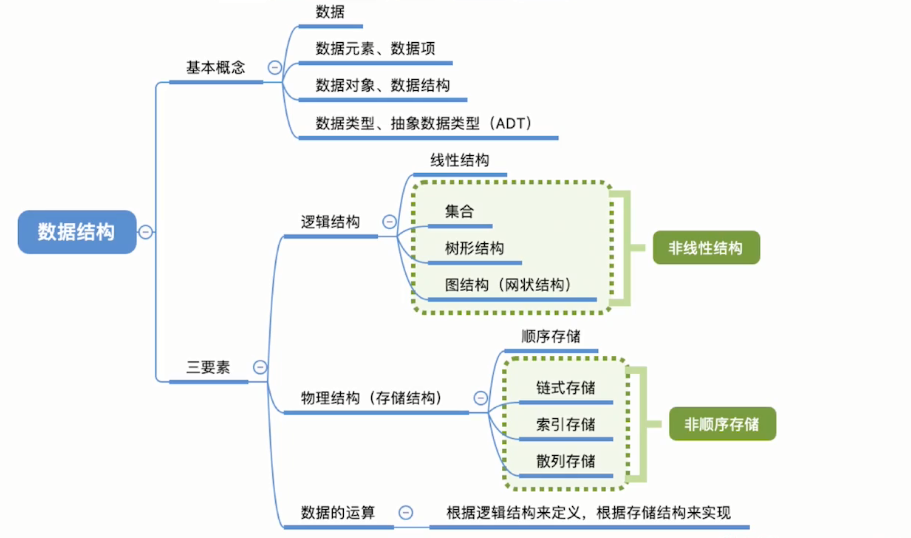 数据结构
基本概念
数据
数据元素、数据项
数据对象、数据结构
数据类型、抽象数据类型（ADT）
三要素
逻辑结构
线性结构
集合
树形结构
图结构（网状结构）
非线性结构
物理结构（存储结构）
顺序存储
链式存储
索引存储
散列存储
非顺序存储
数据的运算
根据逻辑结构来定义，根据存储结构来实现